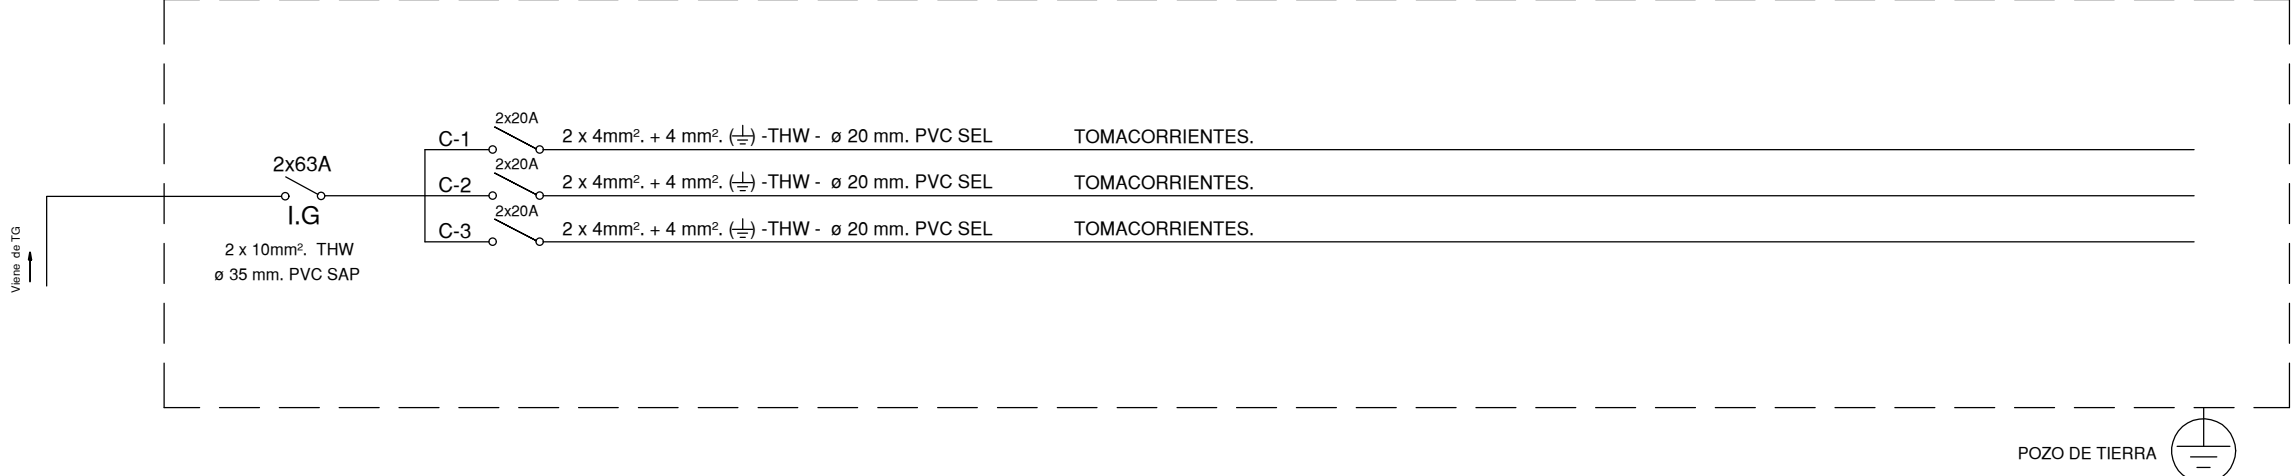 2x20A
C-1
2 x 4mm². + 4 mm². (⏚) -THW - ø 20 mm. PVC SEL
TOMACORRIENTES.
2x63A
I.G
2 x 10mm². THW
ø 35 mm. PVC SAP
2x20A
C-2
2 x 4mm². + 4 mm². (⏚) -THW - ø 20 mm. PVC SEL
TOMACORRIENTES.
2x20A
C-3
2 x 4mm². + 4 mm². (⏚) -THW - ø 20 mm. PVC SEL
TOMACORRIENTES.
Viene de TG
POZO DE TIERRA